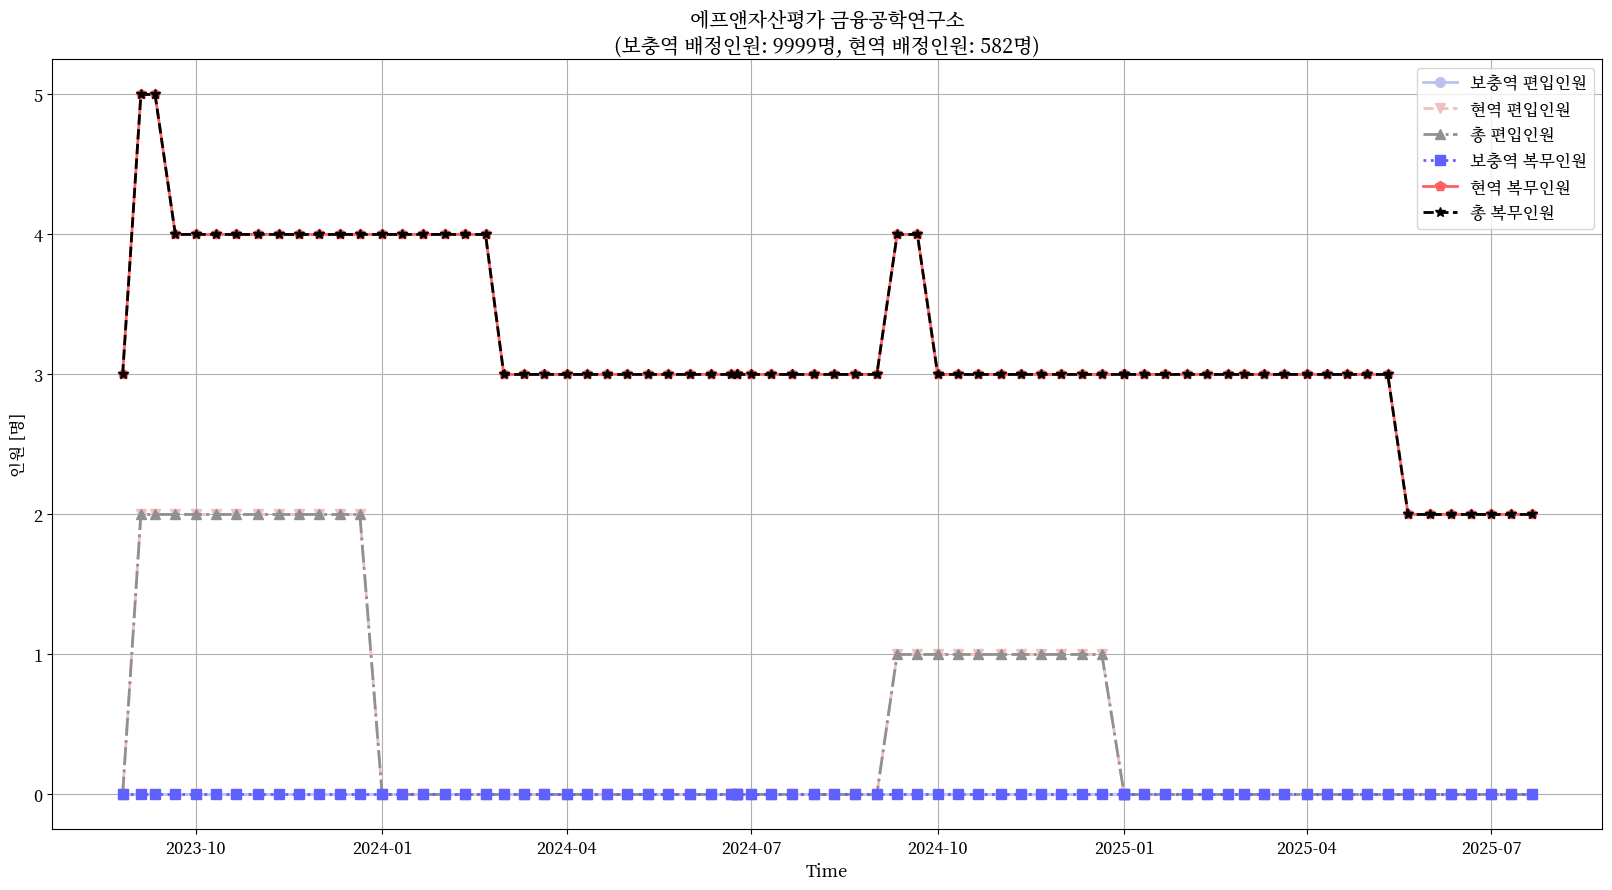 에프앤자산평가 금융공학연구소
(보충역 배정인원: 9999명, 현역 배정인원: 582명)
보충역 편입인원
현역 편입인원
총 편입인원
보충역 복무인원
현역 복무인원
총 복무인원
인원 [명]
5
4
3
2
1
0
2023-10
2024-01
2024-04
2024-07
2024-10
2025-01
2025-04
2025-07
Time